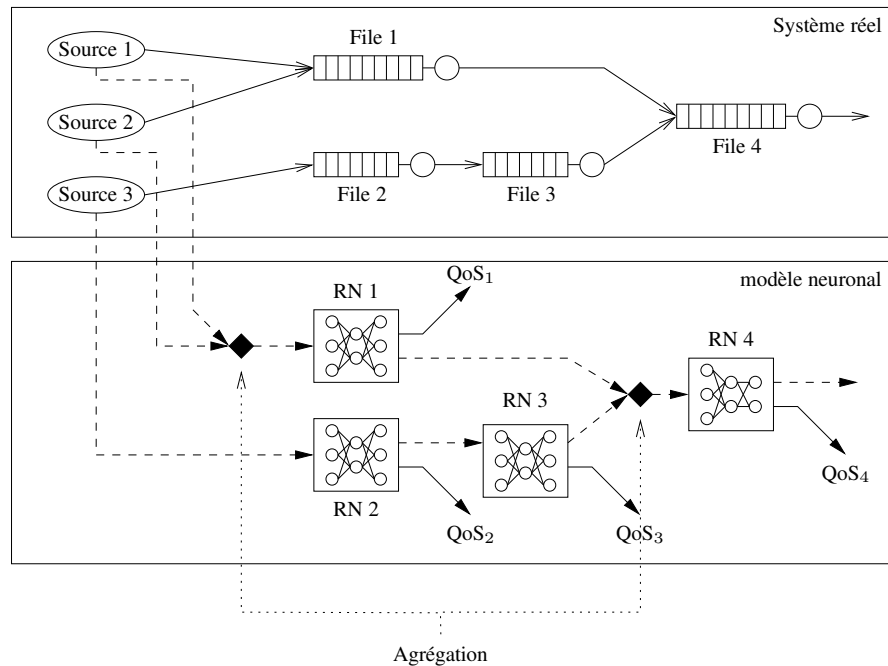 Système réel
Source 1
File 1
Source 2
File 4
Source 3
File 2
File 3
modèle neuronal
QoS₁
RN 1
RN 4
RN 3
RN 2
QoS₄
QoS₂
QoS₃
Agrégation